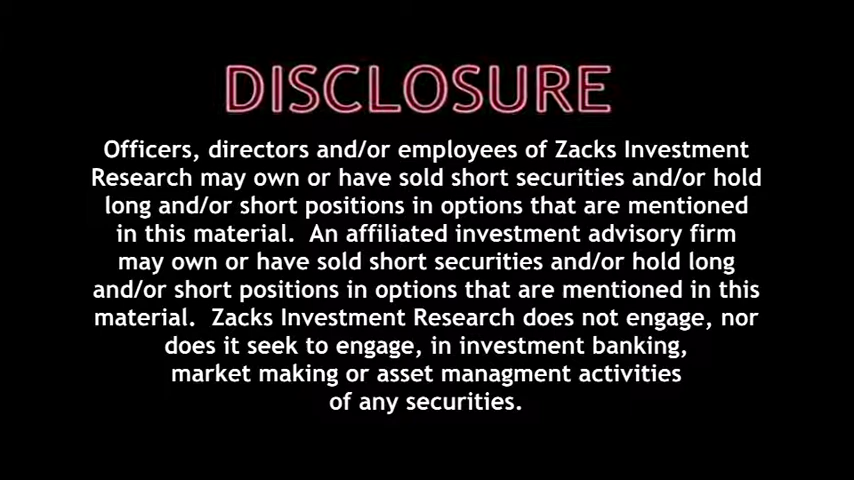 DISCLOSURE
Officers, directors and/or employees of Zacks Investment
Research may own or have sold short securities and/or hold
long and/or short positions in options that are mentioned
in this material.  An affiliated investment advisory firm
may own or have sold short securities and/or hold long
and/or short positions in options that are mentioned in this
material.  Zacks Investment Research does not engage, nor
does it seek to engage, in investment banking,
market making or asset managment activities
of any securities.